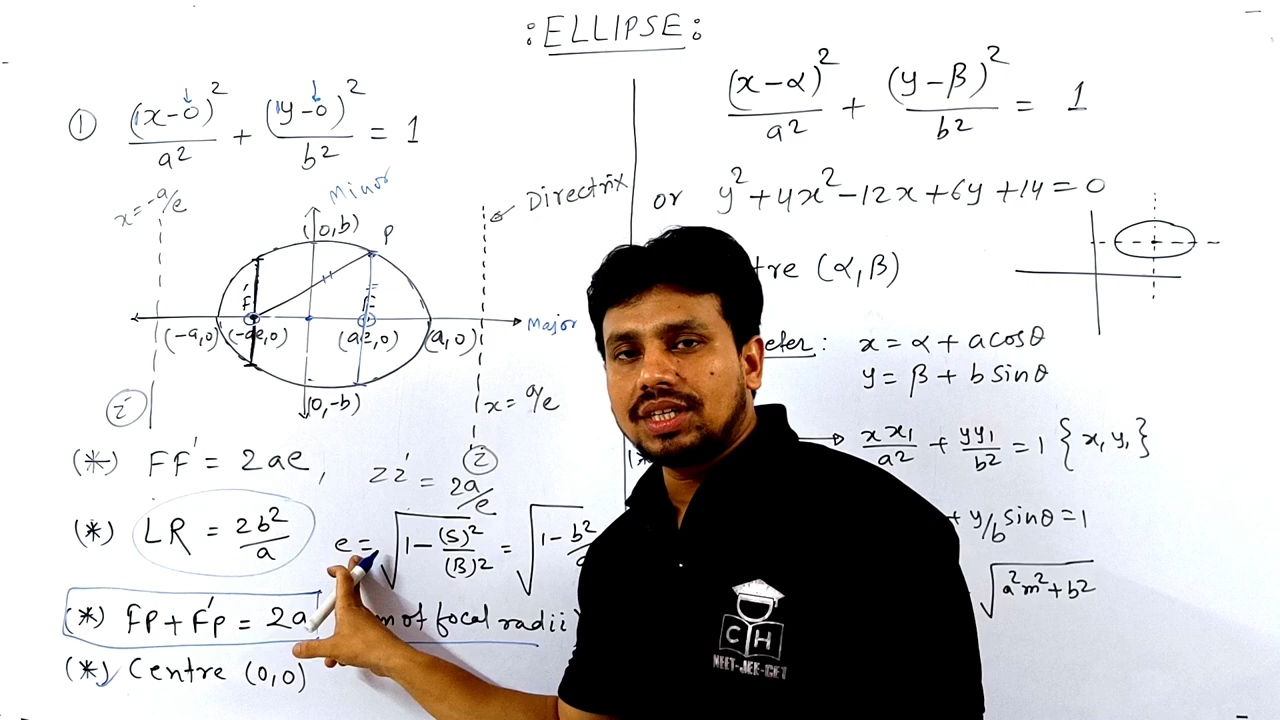 :ELLIPSE:
① (x-0)²/a² + (y-0)²/b² = 1
x = -a/e
Minor
Directrix
(0,b)
P
F' F
(-a,0) (-ae,0) (ae,0) (a,0)
Major
(0,-b)
x = a/e
z' z
(*) FF' = 2ae, ZZ' = 2a/e
(*) LR = 2b²/a e = √(1-(S)²/(B)²) = √(1-b²/
(*) FP + F'P = 2a of focal radii
(*) Centre (0,0)
(x-α)²/a² + (y-β)²/b² = 1
or y² + 4x² - 12x + 6y + 14 = 0
(α,β)
: x = α + a cosθ
y = β + b sinθ
(* → xx₁/a² + yy₁/b² = 1 {x₁ y₁}
+ y/b sinθ = 1
√(a²m² + b²)
CH
NEET-JEE-CET